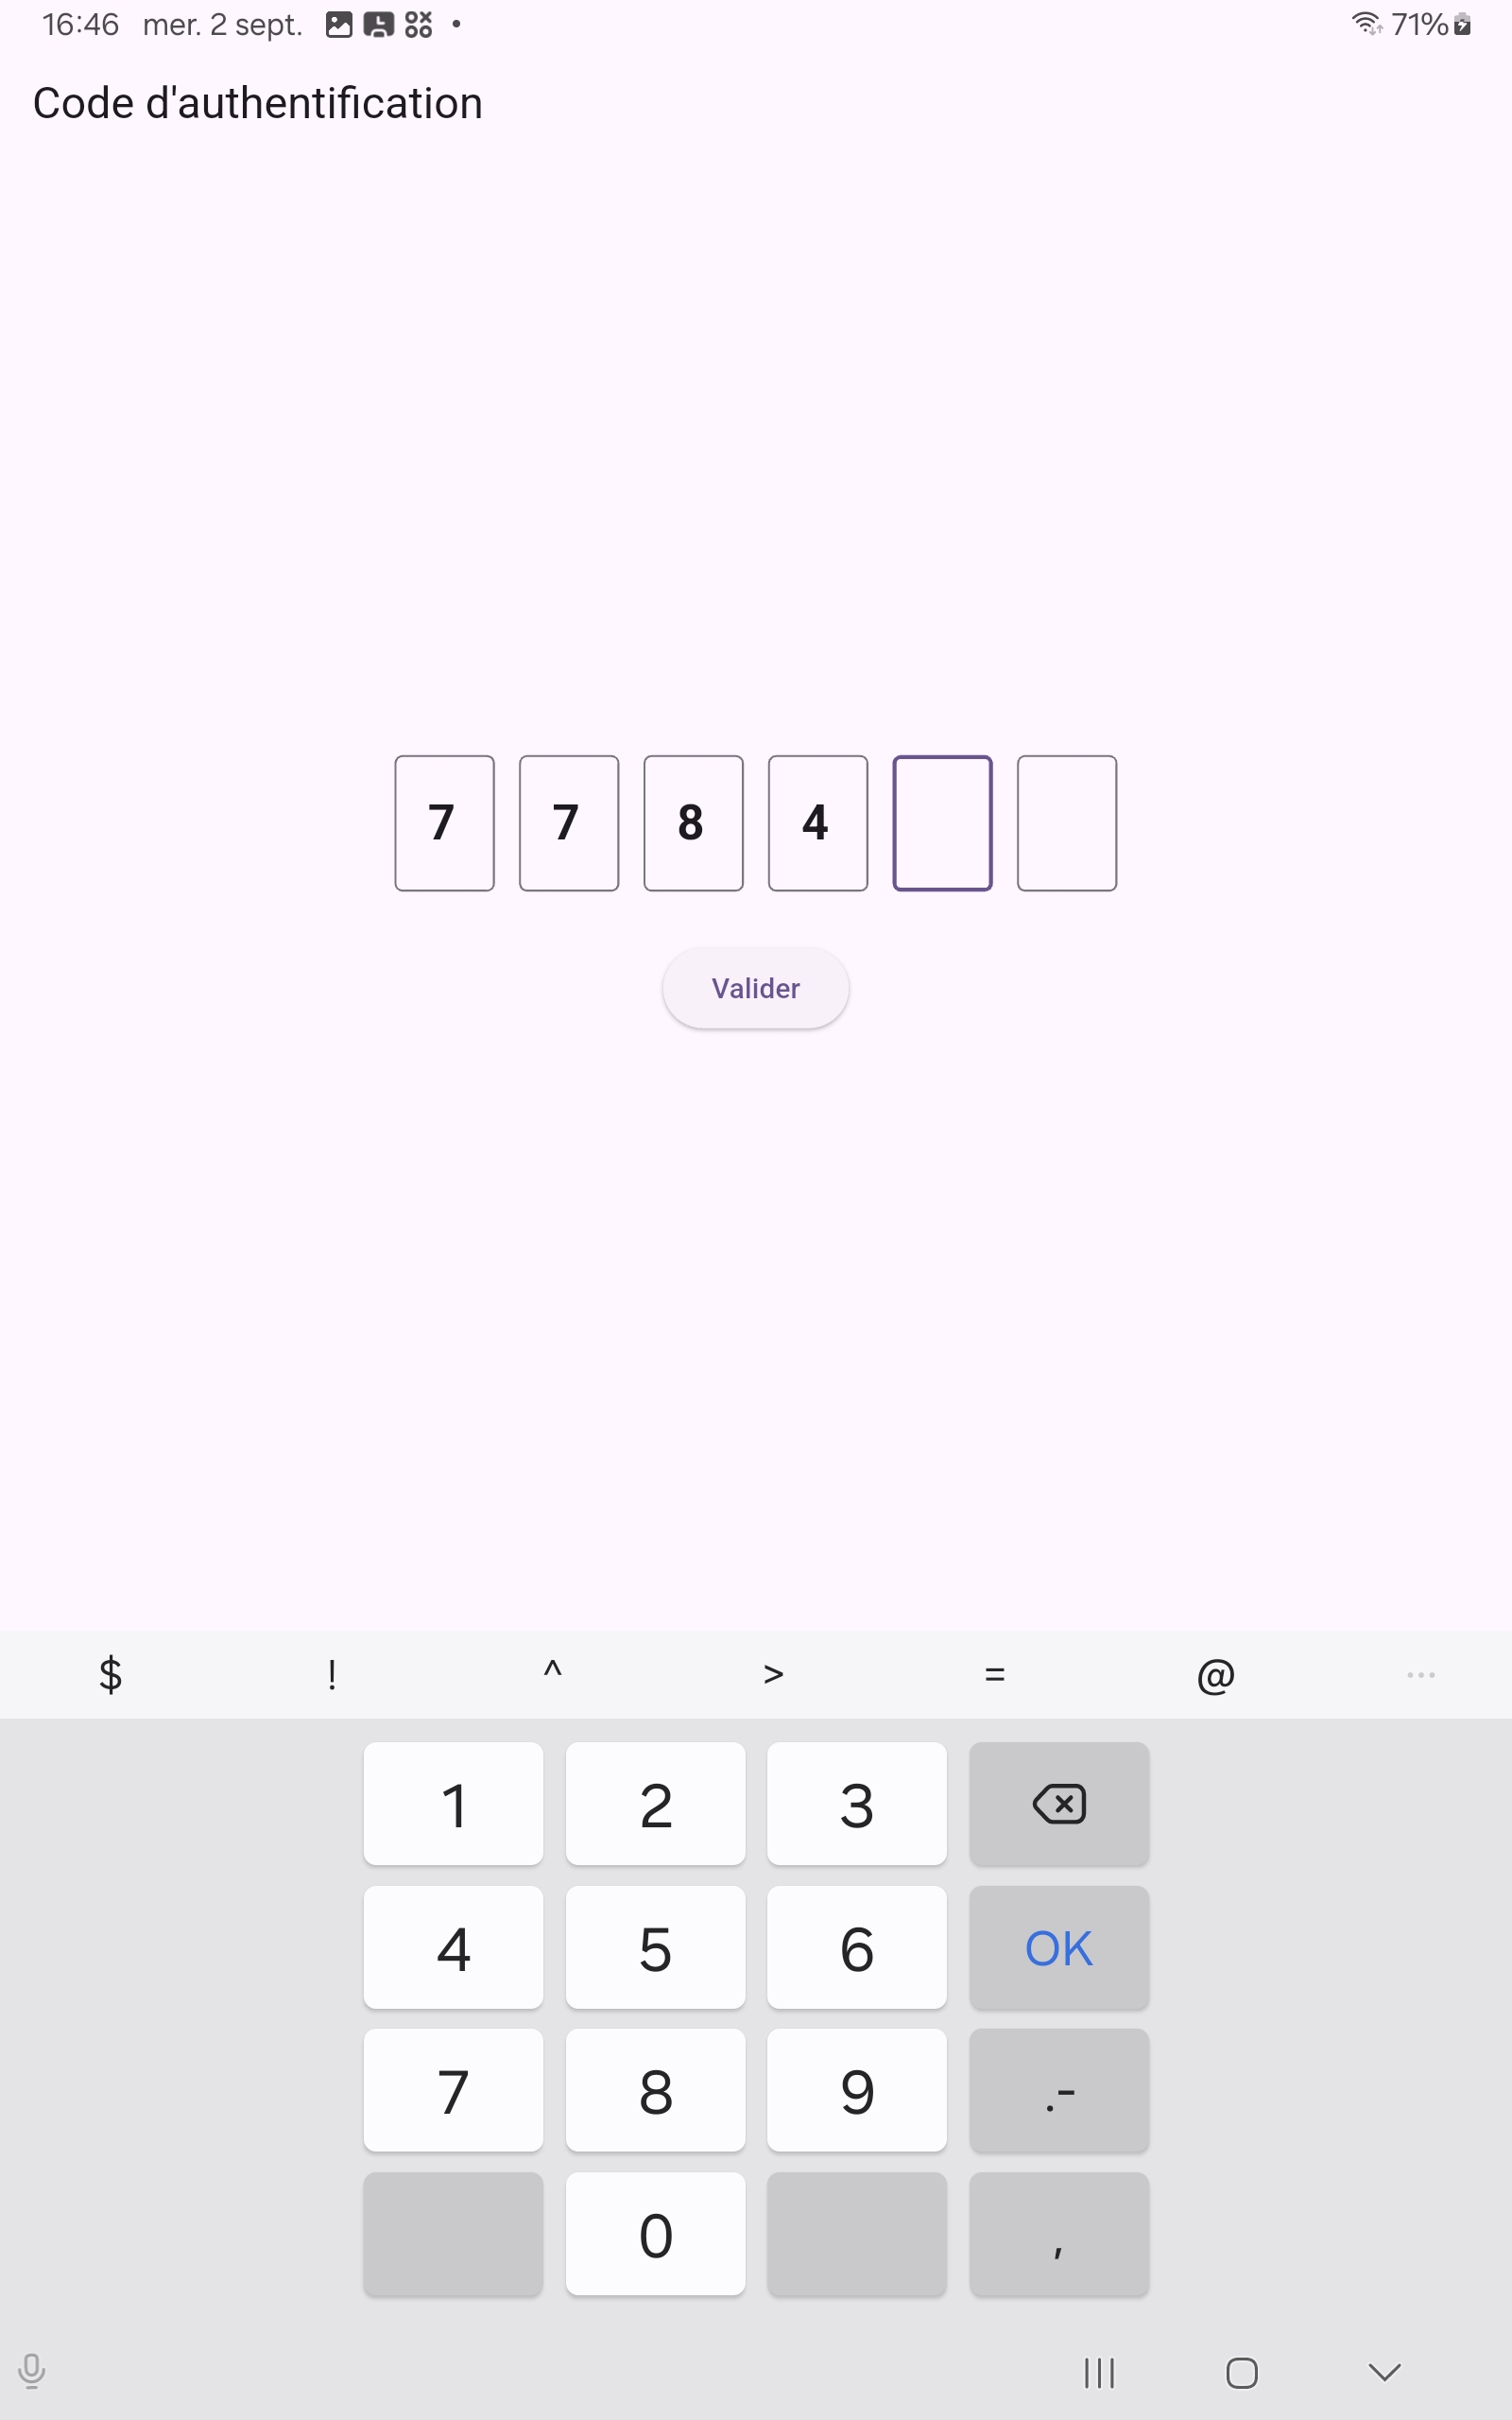 16:46 mer. 2 sept. 71%
Code d'authentification
7 7 8 4
Valider
$ ! ^ > = @ ...
1 2 3
4 5 6 OK
7 8 9 .-
0 ,